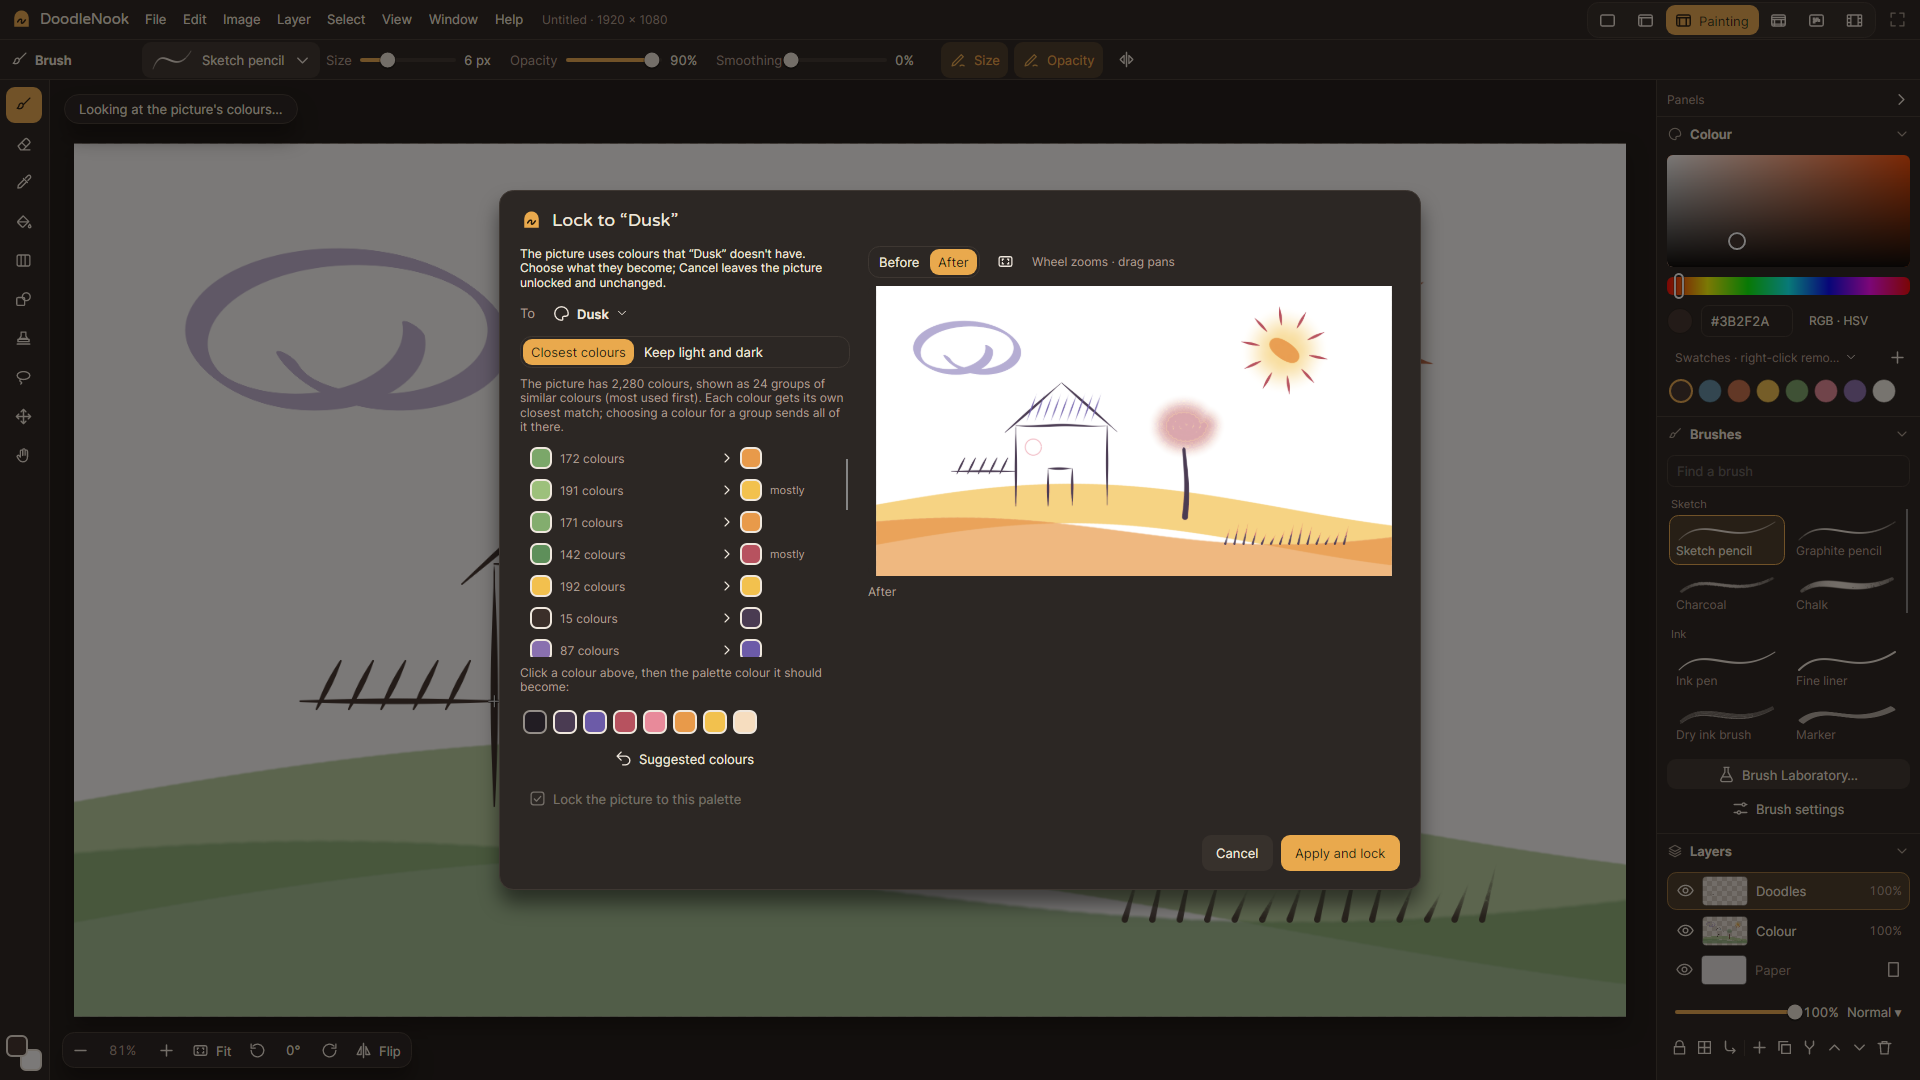 DoodleNook File Edit Image Layer Select View Window Help Untitled · 1920 × 1080 Painting
Brush Sketch pencil Size 6 px Opacity 90% Smoothing 0% Size Opacity
Looking at the picture's colours...
Lock to “Dusk”
The picture uses colours that “Dusk” doesn't have.
Choose what they become; Cancel leaves the picture
unlocked and unchanged.
To Dusk
Closest colours Keep light and dark
The picture has 2,280 colours, shown as 24 groups of
similar colours (most used first). Each colour gets its own
closest match; choosing a colour for a group sends all of
it there.
172 colours
191 colours mostly
171 colours
142 colours mostly
192 colours
15 colours
87 colours
Click a colour above, then the palette colour it should
become:
Suggested colours
Lock the picture to this palette
Before After Wheel zooms · drag pans
After
Cancel Apply and lock
Panels
Colour
#3B2F2A RGB · HSV
Swatches · right-click remo...
Brushes
Find a brush
Sketch
Sketch pencil Graphite pencil
Charcoal Chalk
Ink
Ink pen Fine liner
Dry ink brush Marker
Brush Laboratory...
Brush settings
Layers
Doodles 100%
Colour 100%
Paper
100% Normal
81% Fit 0° Flip